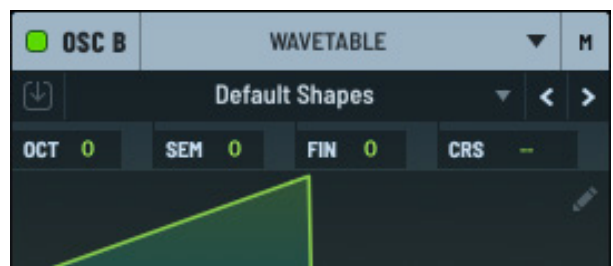 OSC B WAVETABLE M
Default Shapes
OCT 0 SEM 0 FIN 0 CRS --